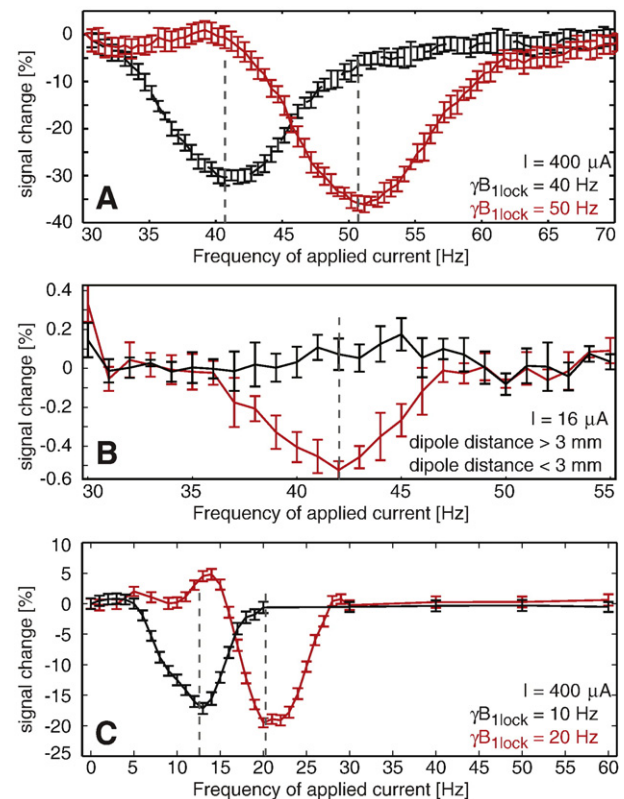 0
-10
-20
-30
-40
signal change [%]
A
I = 400 µA
γB1lock = 40 Hz
γB1lock = 50 Hz
30 35 40 45 50 55 60 65 70
Frequency of applied current [Hz]
0.4
0.2
0
-0.2
-0.4
-0.6
signal change [%]
B
I = 16 µA
dipole distance > 3 mm
dipole distance < 3 mm
30 35 40 45 50 55
Frequency of applied current [Hz]
10
5
0
-5
-10
-15
-20
-25
signal change [%]
C
I = 400 µA
γB1lock = 10 Hz
γB1lock = 20 Hz
0 5 10 15 20 25 30 35 40 45 50 55 60
Frequency of applied current [Hz]